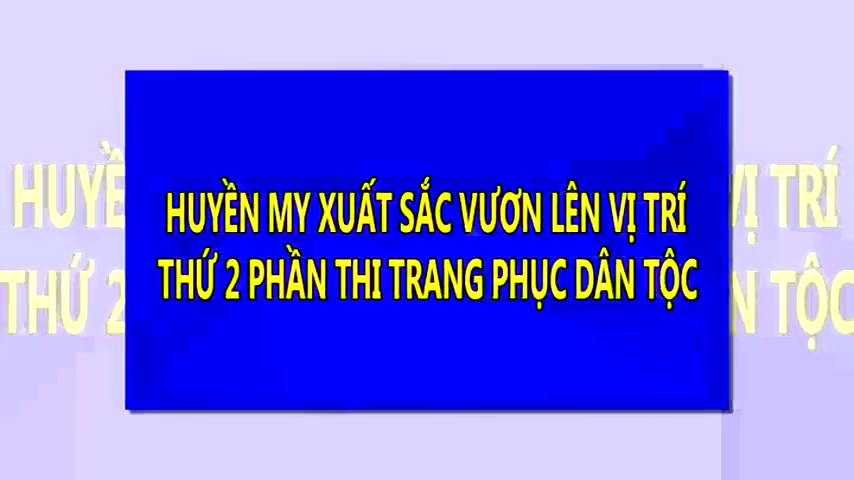 HUYỀN MY XUẤT SẮC VƯƠN LÊN VỊ TRÍ
THỨ 2 PHẦN THI TRANG PHỤC DÂN TỘC